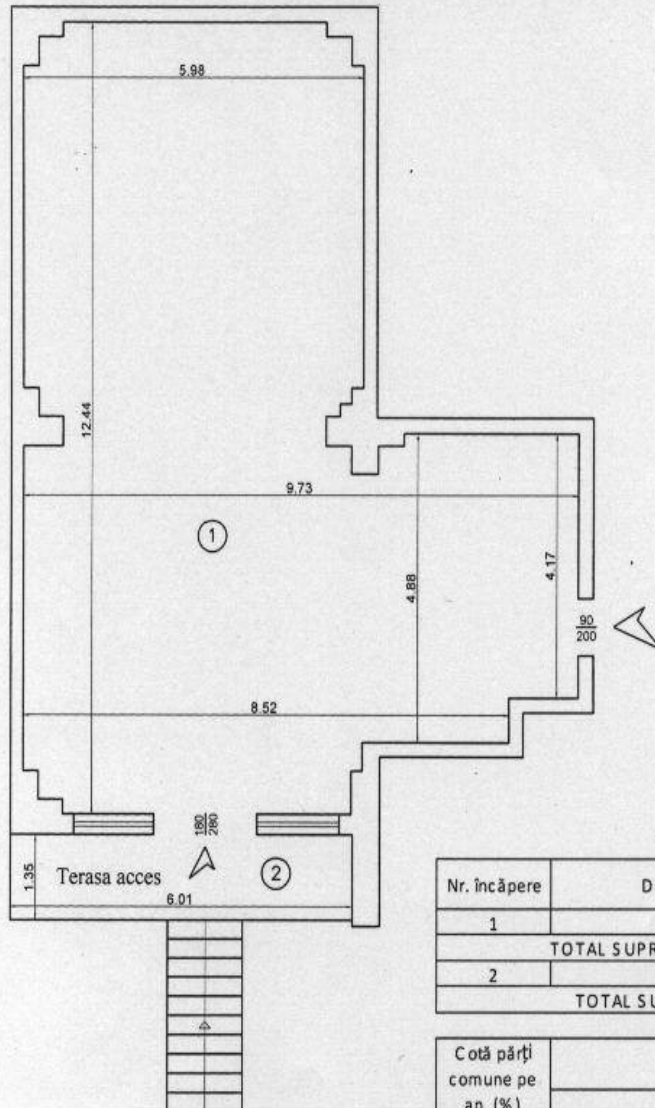 5.98
12.44
9.73
1
4.88
4.17
90
200
8.52
180
280
1.35
Terasa acces
2
6.01
Nr. încăpere
D
1
TOTAL SUPR
2
TOTAL SU
Cotă părți
comune pe
ap. (%)